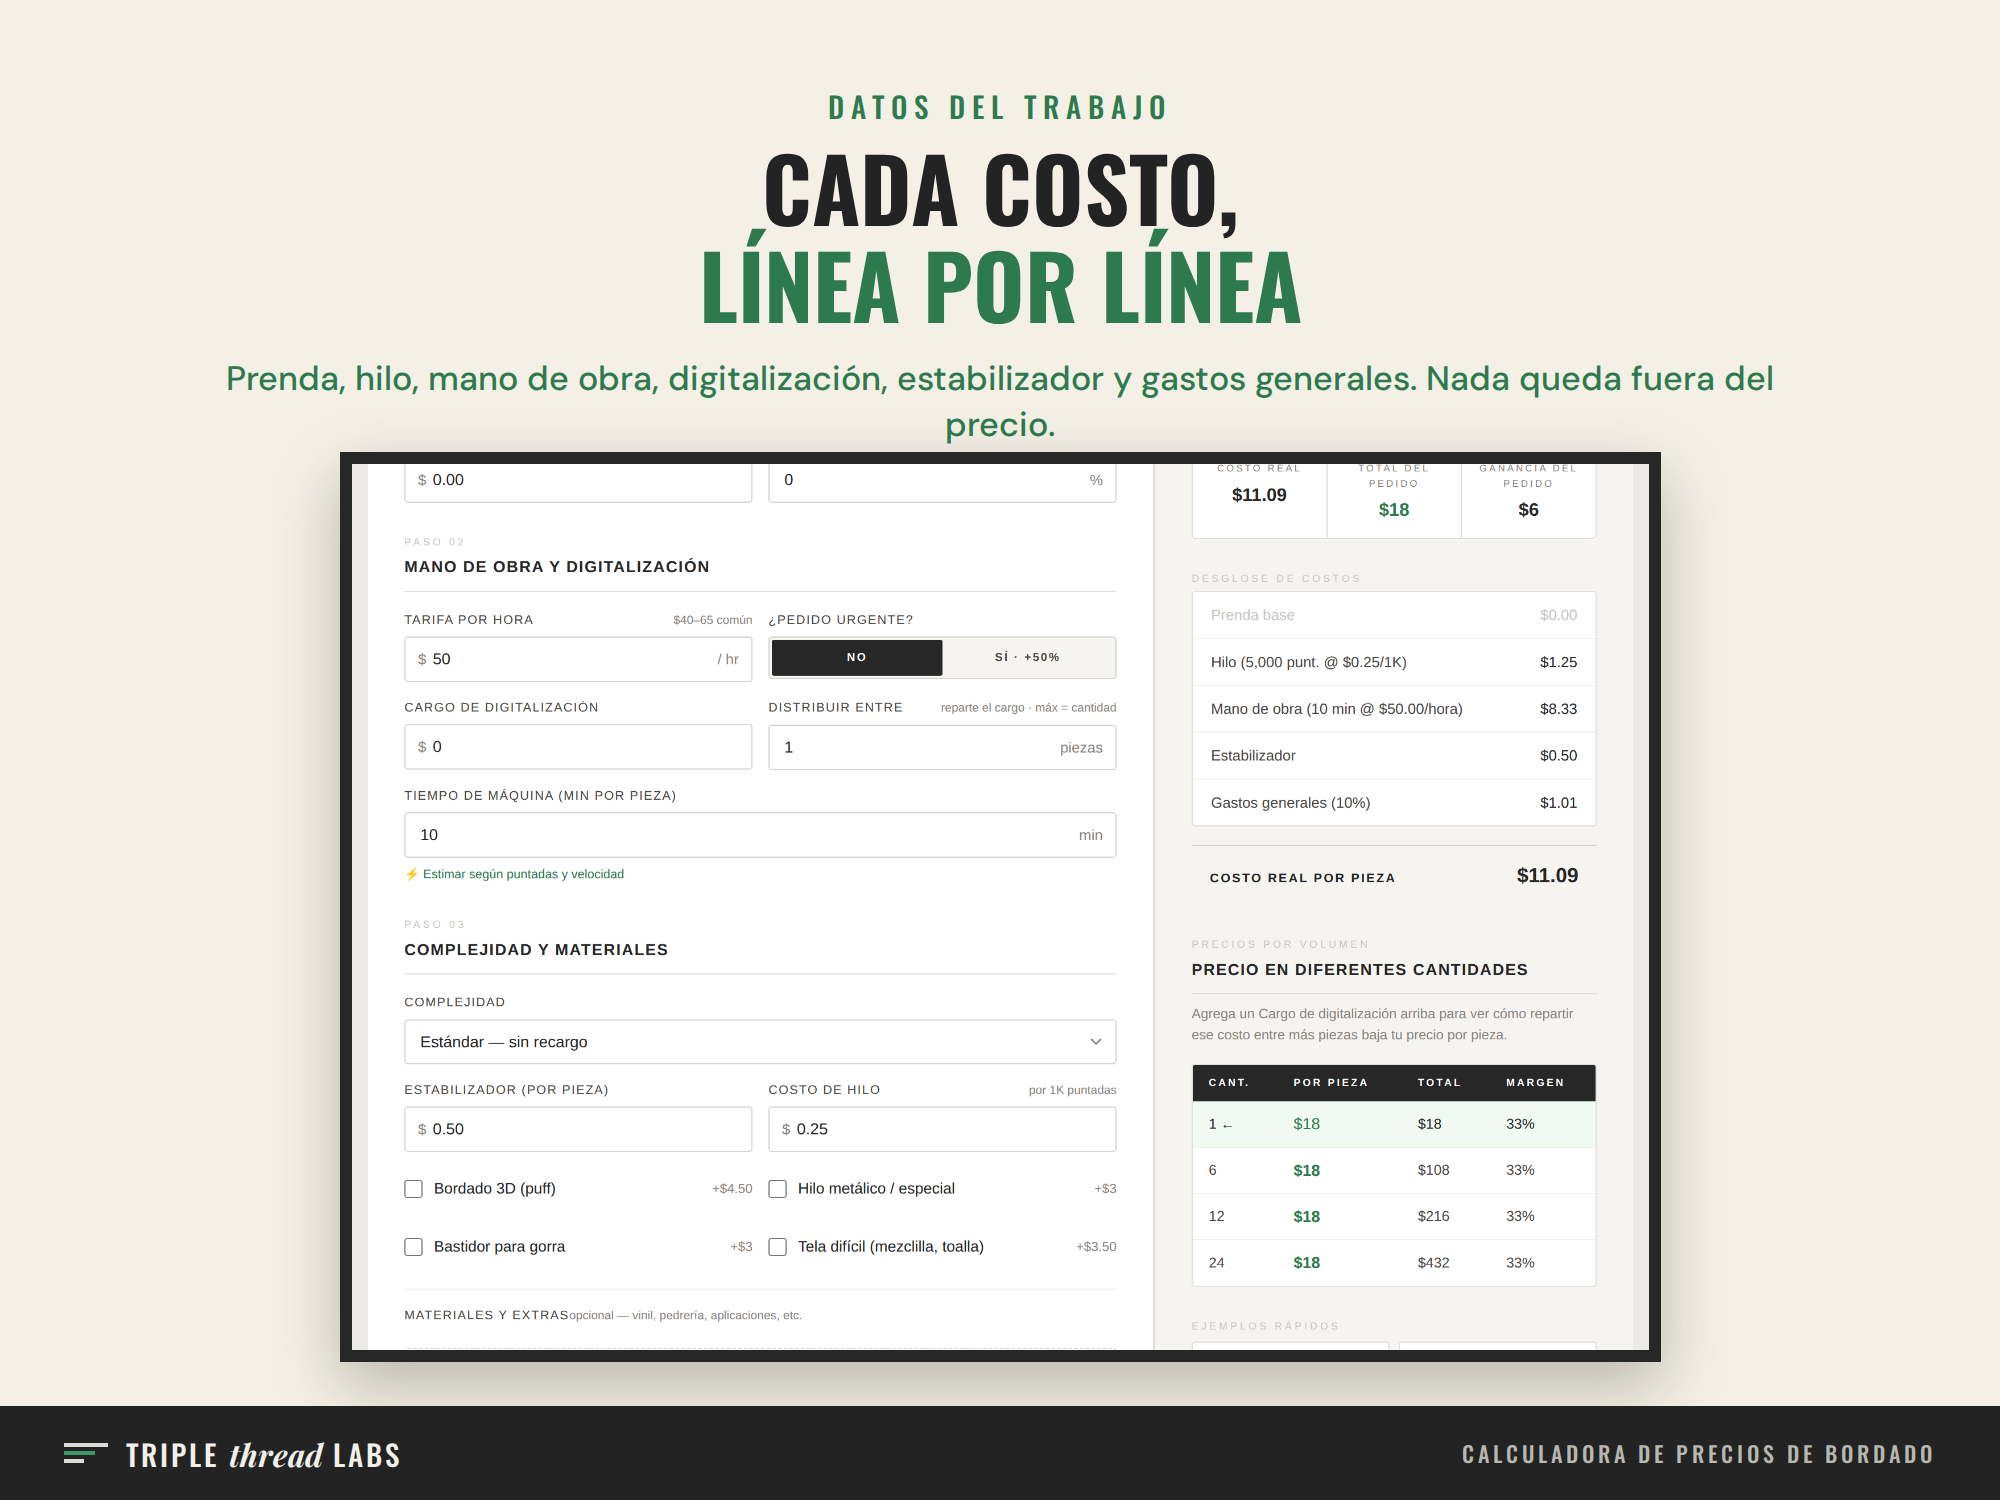 DATOS DEL TRABAJO
CADA COSTO,
LÍNEA POR LÍNEA
Prenda, hilo, mano de obra, digitalización, estabilizador y gastos generales. Nada queda fuera del
precio.
$ 0.00
0 %
PASO 02
MANO DE OBRA Y DIGITALIZACIÓN
TARIFA POR HORA $40–65 común
¿PEDIDO URGENTE?
$ 50 / hr
NO SÍ · +50%
CARGO DE DIGITALIZACIÓN
DISTRIBUIR ENTRE reparte el cargo · máx = cantidad
$ 0
1 piezas
TIEMPO DE MÁQUINA (MIN POR PIEZA)
10 min
⚡ Estimar según puntadas y velocidad
PASO 03
COMPLEJIDAD Y MATERIALES
COMPLEJIDAD
Estándar — sin recargo
ESTABILIZADOR (POR PIEZA)
COSTO DE HILO por 1K puntadas
$ 0.50
$ 0.25
Bordado 3D (puff) +$4.50
Hilo metálico / especial +$3
Bastidor para gorra +$3
Tela difícil (mezclilla, toalla) +$3.50
MATERIALES Y EXTRASopcional — vinil, pedrería, aplicaciones, etc.
COSTO REAL
$11.09
TOTAL DEL
PEDIDO
$18
GANANCIA DEL
PEDIDO
$6
DESGLOSE DE COSTOS
Prenda base $0.00
Hilo (5,000 punt. @ $0.25/1K) $1.25
Mano de obra (10 min @ $50.00/hora) $8.33
Estabilizador $0.50
Gastos generales (10%) $1.01
COSTO REAL POR PIEZA $11.09
PRECIOS POR VOLUMEN
PRECIO EN DIFERENTES CANTIDADES
Agrega un Cargo de digitalización arriba para ver cómo repartir
ese costo entre más piezas baja tu precio por pieza.
CANT. POR PIEZA TOTAL MARGEN
1 ← $18 $18 33%
6 $18 $108 33%
12 $18 $216 33%
24 $18 $432 33%
EJEMPLOS RÁPIDOS
TRIPLE thread LABS
CALCULADORA DE PRECIOS DE BORDADO